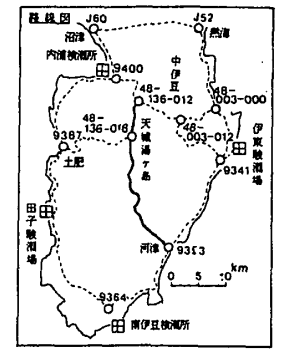 路線図
J60
J52
沼津
内浦検潮所
熱海
中伊豆
9400
48-
136-012
48-
003-000
48-
136-018
48-
003-012
伊東験潮場
9387
土肥
天城湯ヶ島
9341
田子験潮場
河津
9353
0 5 10
km
9364
南伊豆検潮所